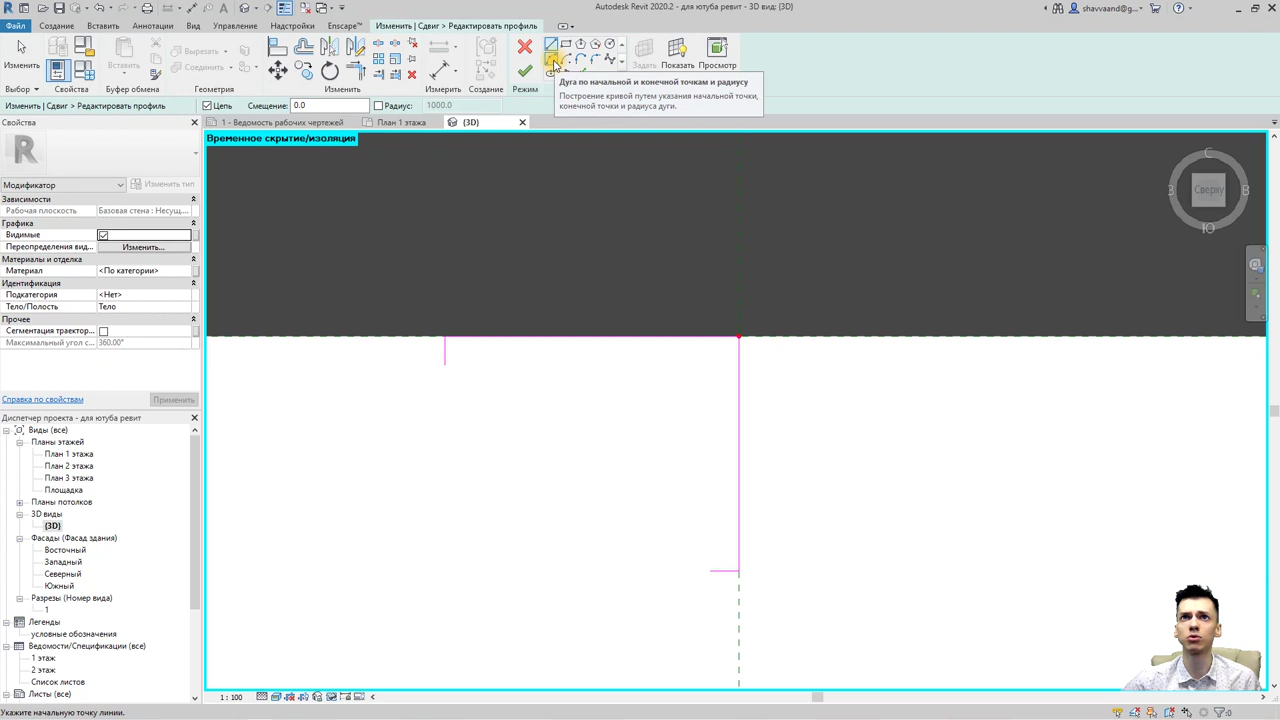 Autodesk Revit 2020.2 - для ютуба ревит - 3D вид: {3D}
shavvaand@g...
Файл Создание Вставить Аннотации Вид Управление Надстройки Enscape™ Изменить | Сдвиг > Редактировать профиль
Изменить
Вырезать
Соединить
Задать Показать Просмотр
Выбор Свойства Геометрия Изменить Измерить Создание Режим
Дуга по начальной и конечной точкам и радиусу
Построение кривой путем указания начальной точки,
конечной точки и радиуса дуги.
Изменить | Сдвиг > Редактировать профиль Цепь Смещение: 0.0 Радиус: 1000.0
Свойства
1 - Ведомость рабочих чертежей План 1 этажа {3D}
Временное скрытие/изоляция
R
Модификатор Изменить тип
Зависимости
Рабочая плоскость Базовая стена : Несущ...
Графика
Видимые
Переопределения вид... Изменить...
Материалы и отделка
Материал <По категории>
Идентификация
Подкатегория <Нет>
Тело/Полость Тело
Прочее
Сегментация траектор...
Максимальный угол с... 360.00°
Справка по свойствам Применить
Диспетчер проекта - для ютуба ревит
Виды (все)
Планы этажей
План 1 этажа
План 2 этажа
План 3 этажа
Площадка
Планы потолков
3D виды
{3D}
Фасады (Фасад здания)
Восточный
Западный
Северный
Южный
Разрезы (Номер вида)
1
Легенды
условные обозначения
Ведомости/Спецификации (все)
1 этаж
2 этаж
Список листов
Листы (все)
С
В Сверху В
Ю
1 : 100
Укажите начальную точку линии.
:0